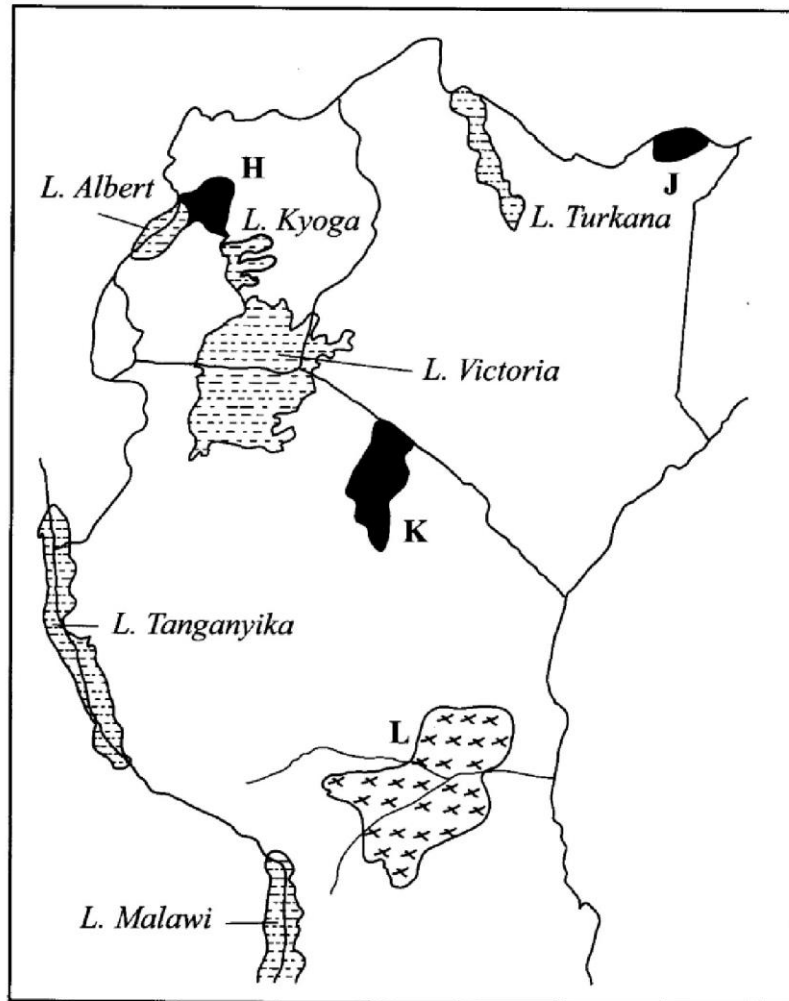 H
L. Albert
L. Kyoga
J
L. Turkana
L. Victoria
K
L. Tanganyika
L
L. Malawi